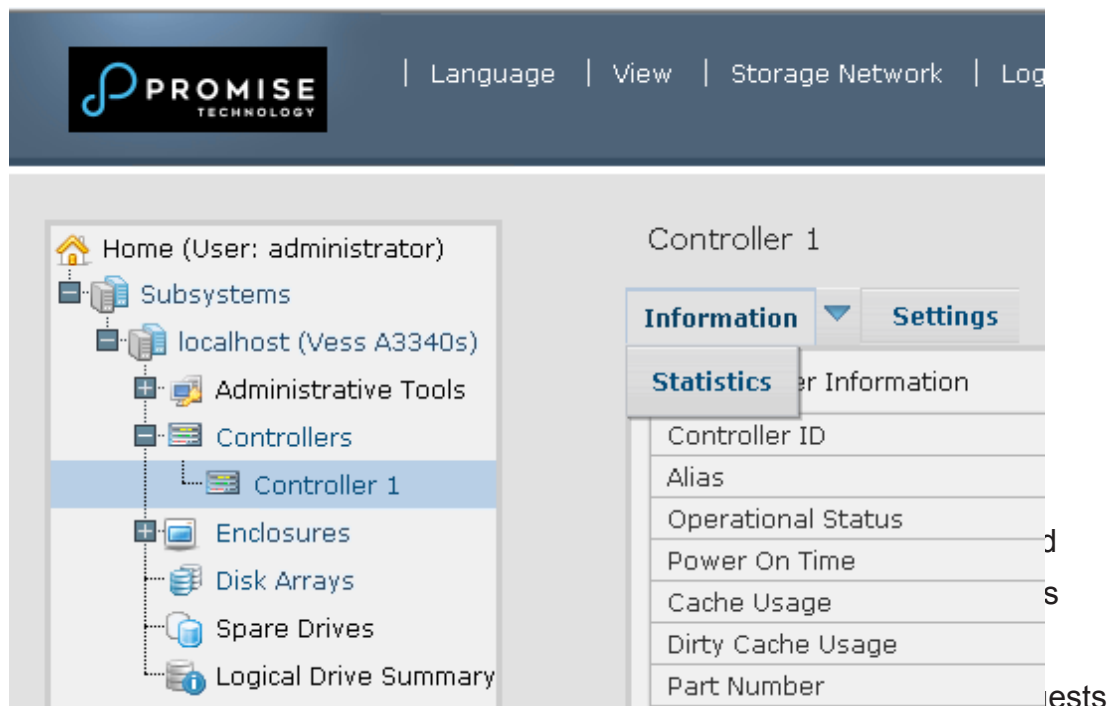 PROMISE
TECHNOLOGY
| Language | View | Storage Network | Log
Home (User: administrator)
Subsystems
localhost (Vess A3340s)
Administrative Tools
Controllers
Controller 1
Enclosures
Disk Arrays
Spare Drives
Logical Drive Summary
Controller 1
Information Settings
Statistics er Information
Controller ID
Alias
Operational Status
Power On Time
Cache Usage
Dirty Cache Usage
Part Number
d
s
ests